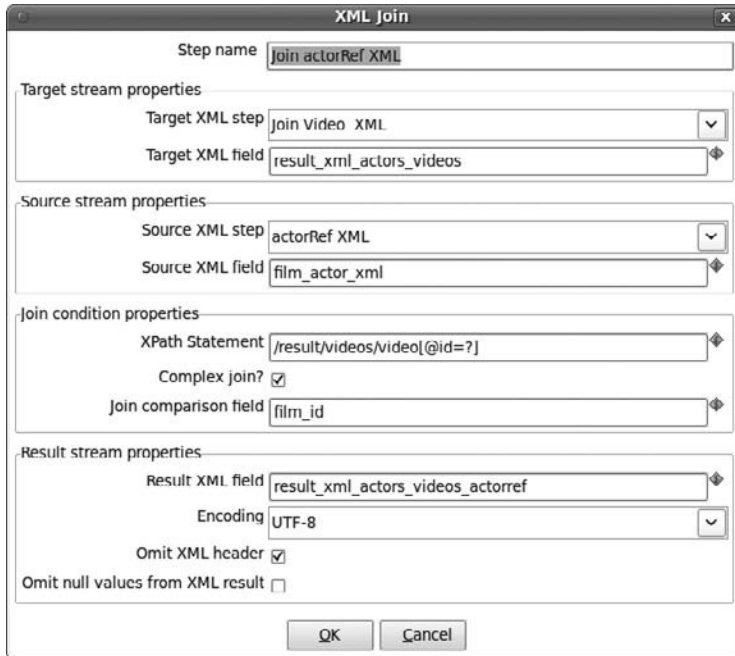 XML Join
Step name Join actorRef XML
Target stream properties
Target XML step Join Video XML
Target XML field result_xml_actors_videos
Source stream properties
Source XML step actorRef XML
Source XML field film_actor_xml
Join condition properties
XPath Statement /result/videos/video[@id=?]
Complex join?
Join comparison field film_id
Result stream properties
Result XML field result_xml_actors_videos_actorref
Encoding UTF-8
Omit XML header
Omit null values from XML result
OK Cancel